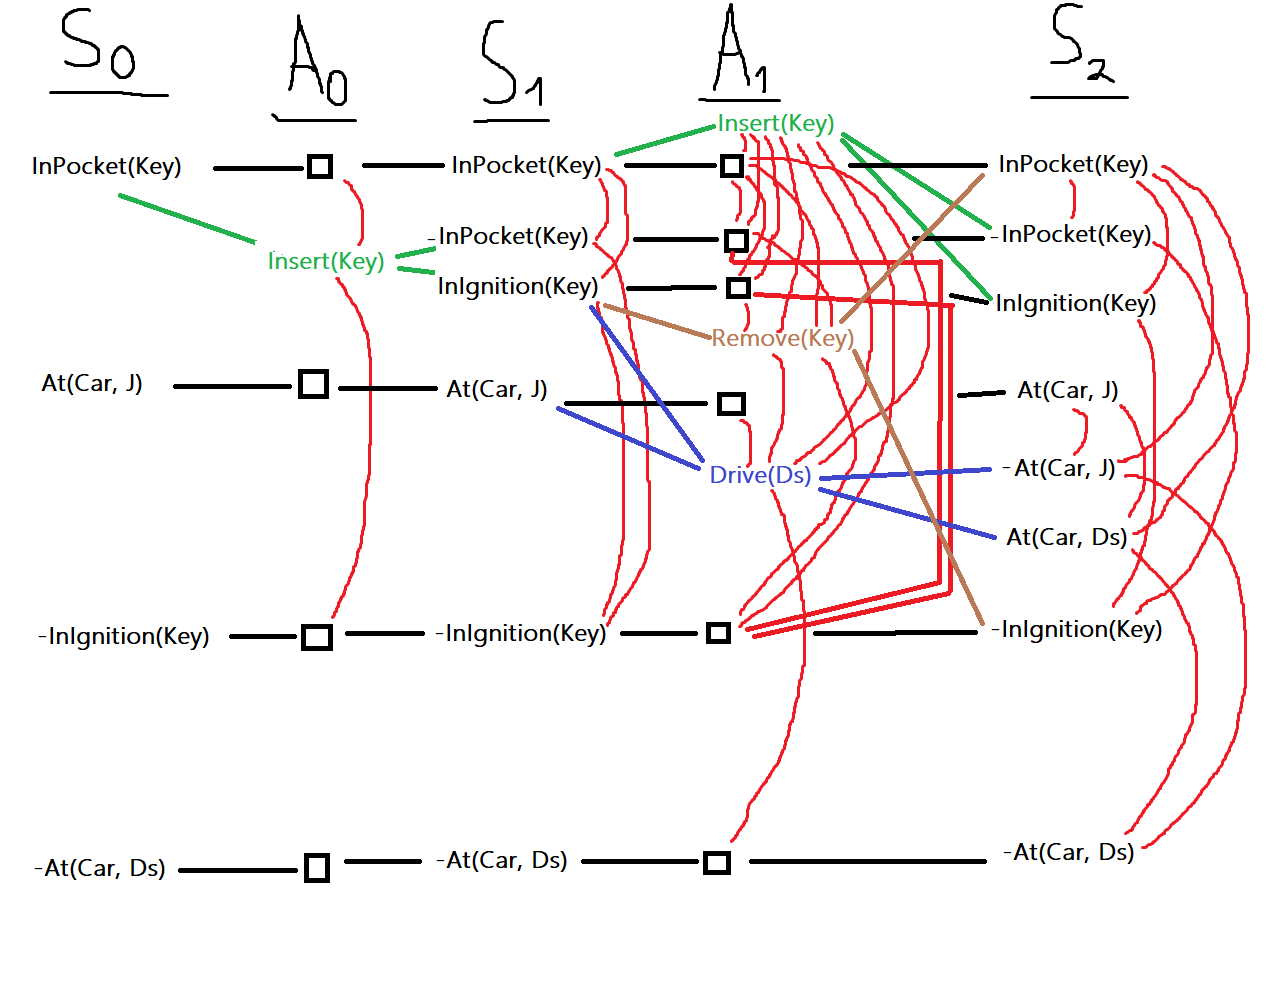 S0 A0 S1 A1 S2
Insert(Key)
InPocket(Key) InPocket(Key) InPocket(Key)
-InPocket(Key) -InPocket(Key)
Insert(Key)
InIgnition(Key) InIgnition(Key)
Remove(Key)
At(Car, J) At(Car, J) At(Car, J)
Drive(Ds) -At(Car, J)
At(Car, Ds)
-InIgnition(Key) -InIgnition(Key) -InIgnition(Key)
-At(Car, Ds) -At(Car, Ds) -At(Car, Ds)